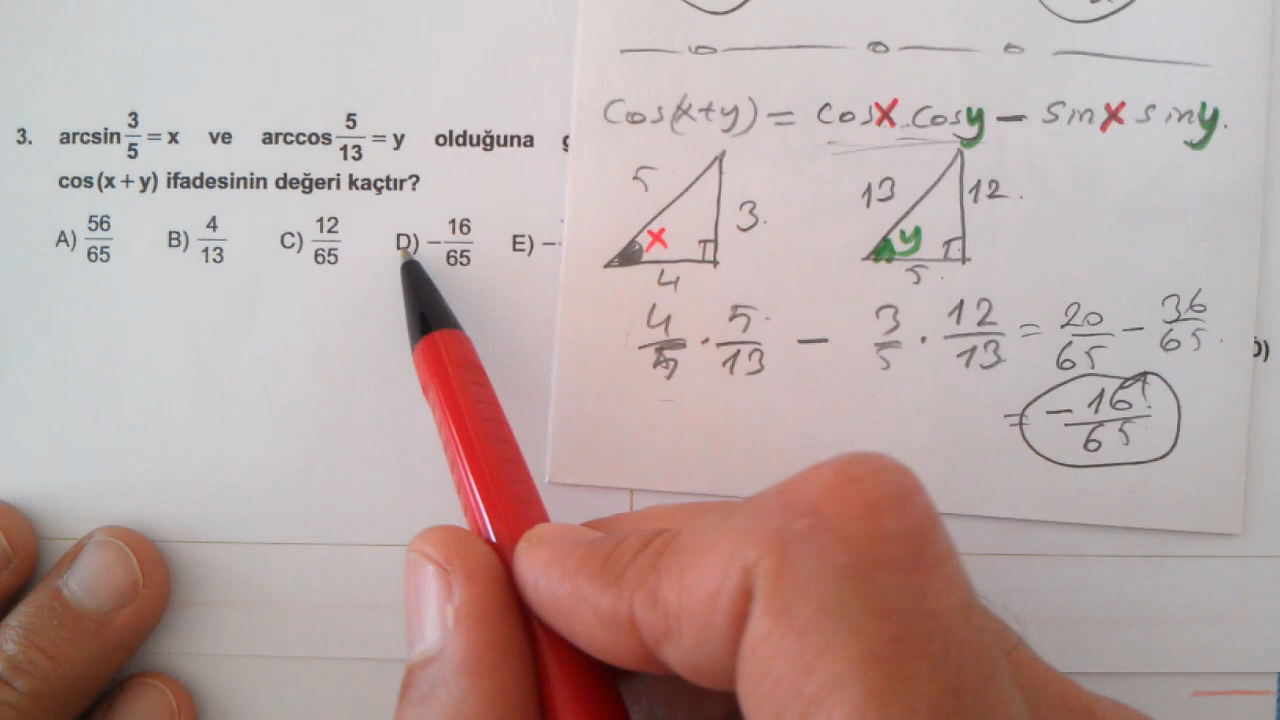 3. arcsin 3/5 = x ve arccos 5/13 = y olduğuna
cos(x + y) ifadesinin değeri kaçtır?
A) 56/65 B) 4/13 C) 12/65 D) −16/65 E) −
Cos(x+y) = cosx.cosy − sinx siny.
5 3. x 4
13 12. y 5.
4/5 . 5/13 − 3/5 . 12/13 = 20/65 − 36/65.
= −16/65